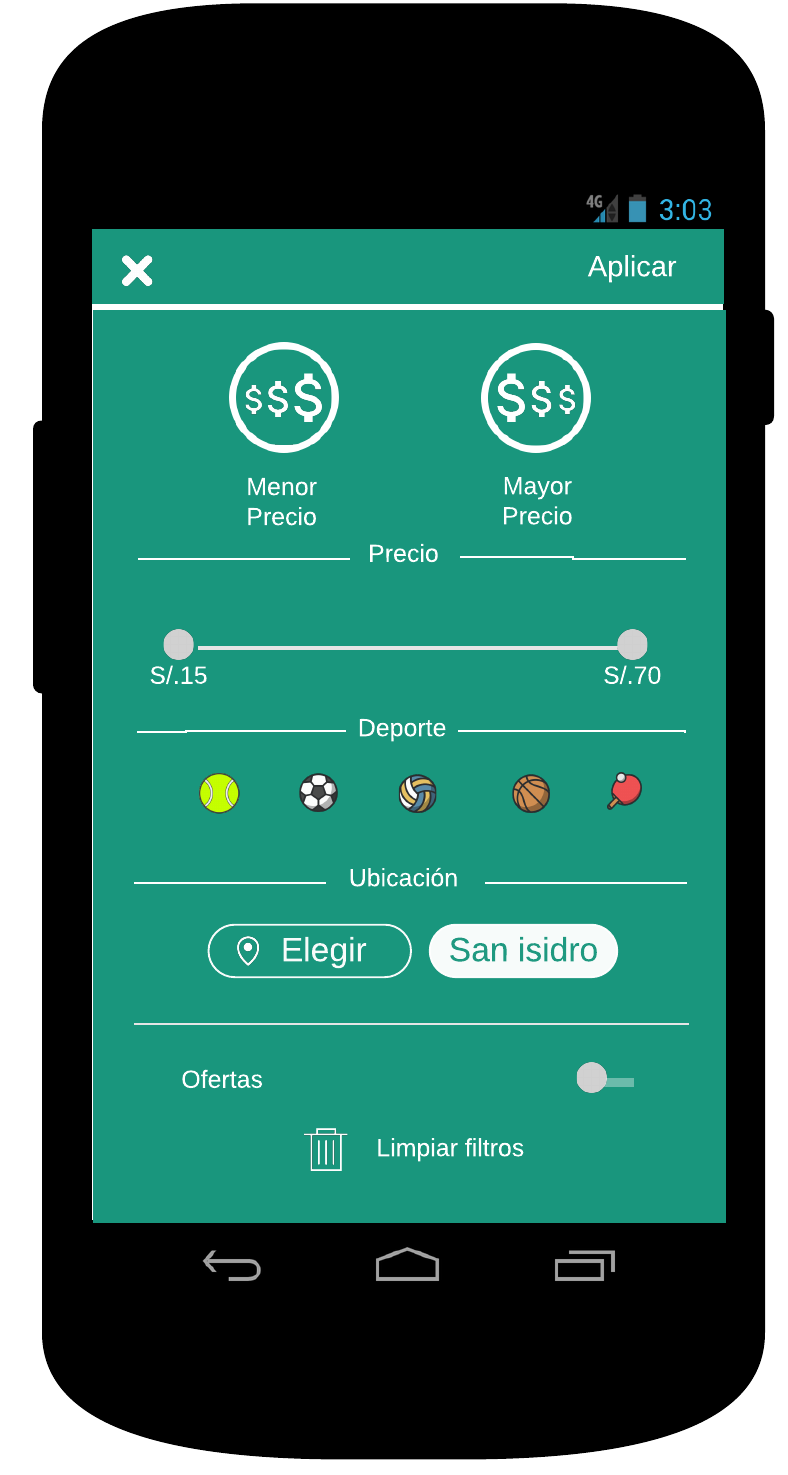 4G 3:03
Aplicar
$$$ $$$
Menor Mayor
Precio Precio
Precio
S/.15 S/.70
Deporte
Ubicación
Elegir San isidro
Ofertas
Limpiar filtros